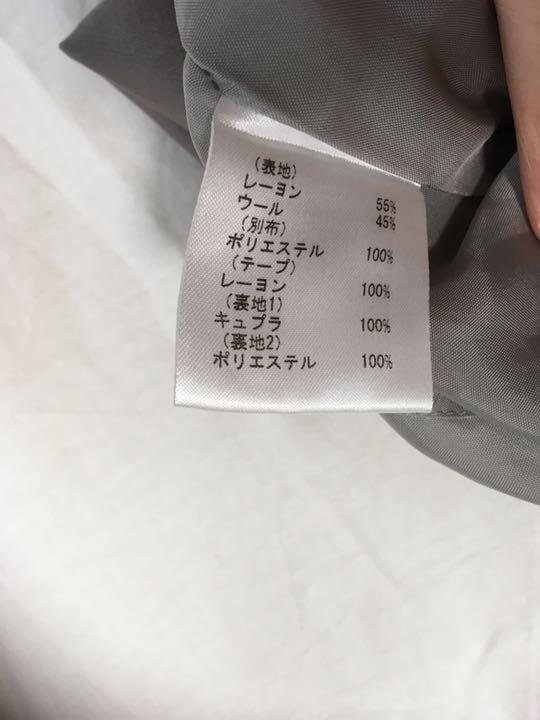 (表地)
レーヨン 55%
ウール 45%
(別布)
ポリエステル 100%
(テープ)
レーヨン 100%
(裏地1)
キュプラ 100%
(裏地2)
ポリエステル 100%